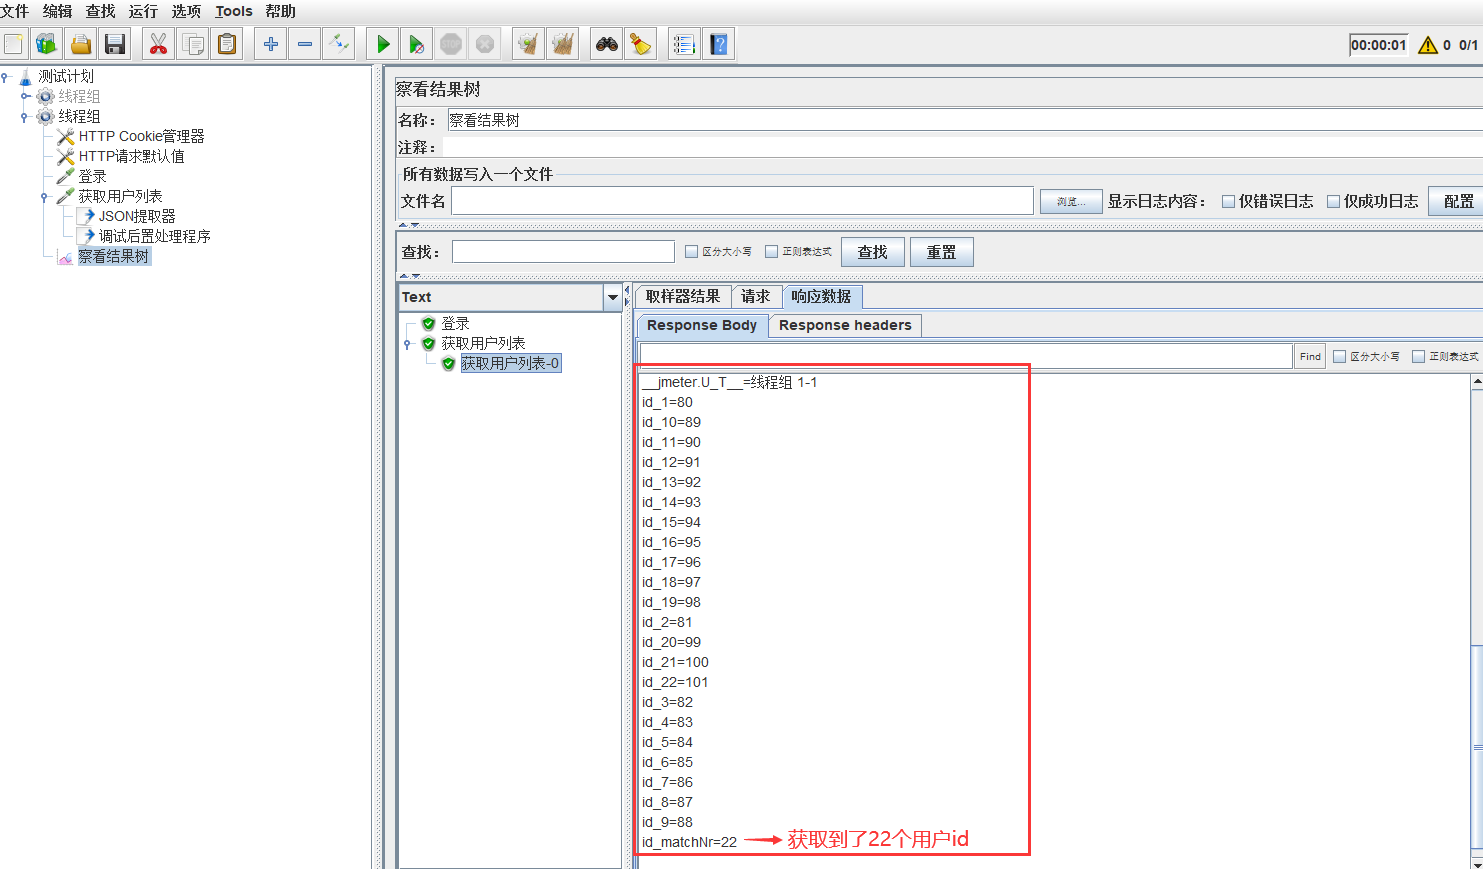 文件 编辑 查找 运行 选项 Tools 帮助
STOP
00:00:01 0 0/1
测试计划
线程组
线程组
HTTP Cookie管理器
HTTP请求默认值
登录
获取用户列表
JSON提取器
调试后置处理程序
察看结果树
察看结果树
名称： 察看结果树
注释：
所有数据写入一个文件
文件名 浏览... 显示日志内容： 仅错误日志 仅成功日志 配置
查找： 区分大小写 正则表达式 查找 重置
Text
登录
获取用户列表
获取用户列表-0
取样器结果 请求 响应数据
Response Body Response headers
Find 区分大小写 正则表达式
__jmeter.U_T__=线程组 1-1
id_1=80
id_10=89
id_11=90
id_12=91
id_13=92
id_14=93
id_15=94
id_16=95
id_17=96
id_18=97
id_19=98
id_2=81
id_20=99
id_21=100
id_22=101
id_3=82
id_4=83
id_5=84
id_6=85
id_7=86
id_8=87
id_9=88
id_matchNr=22 获取到了22个用户id